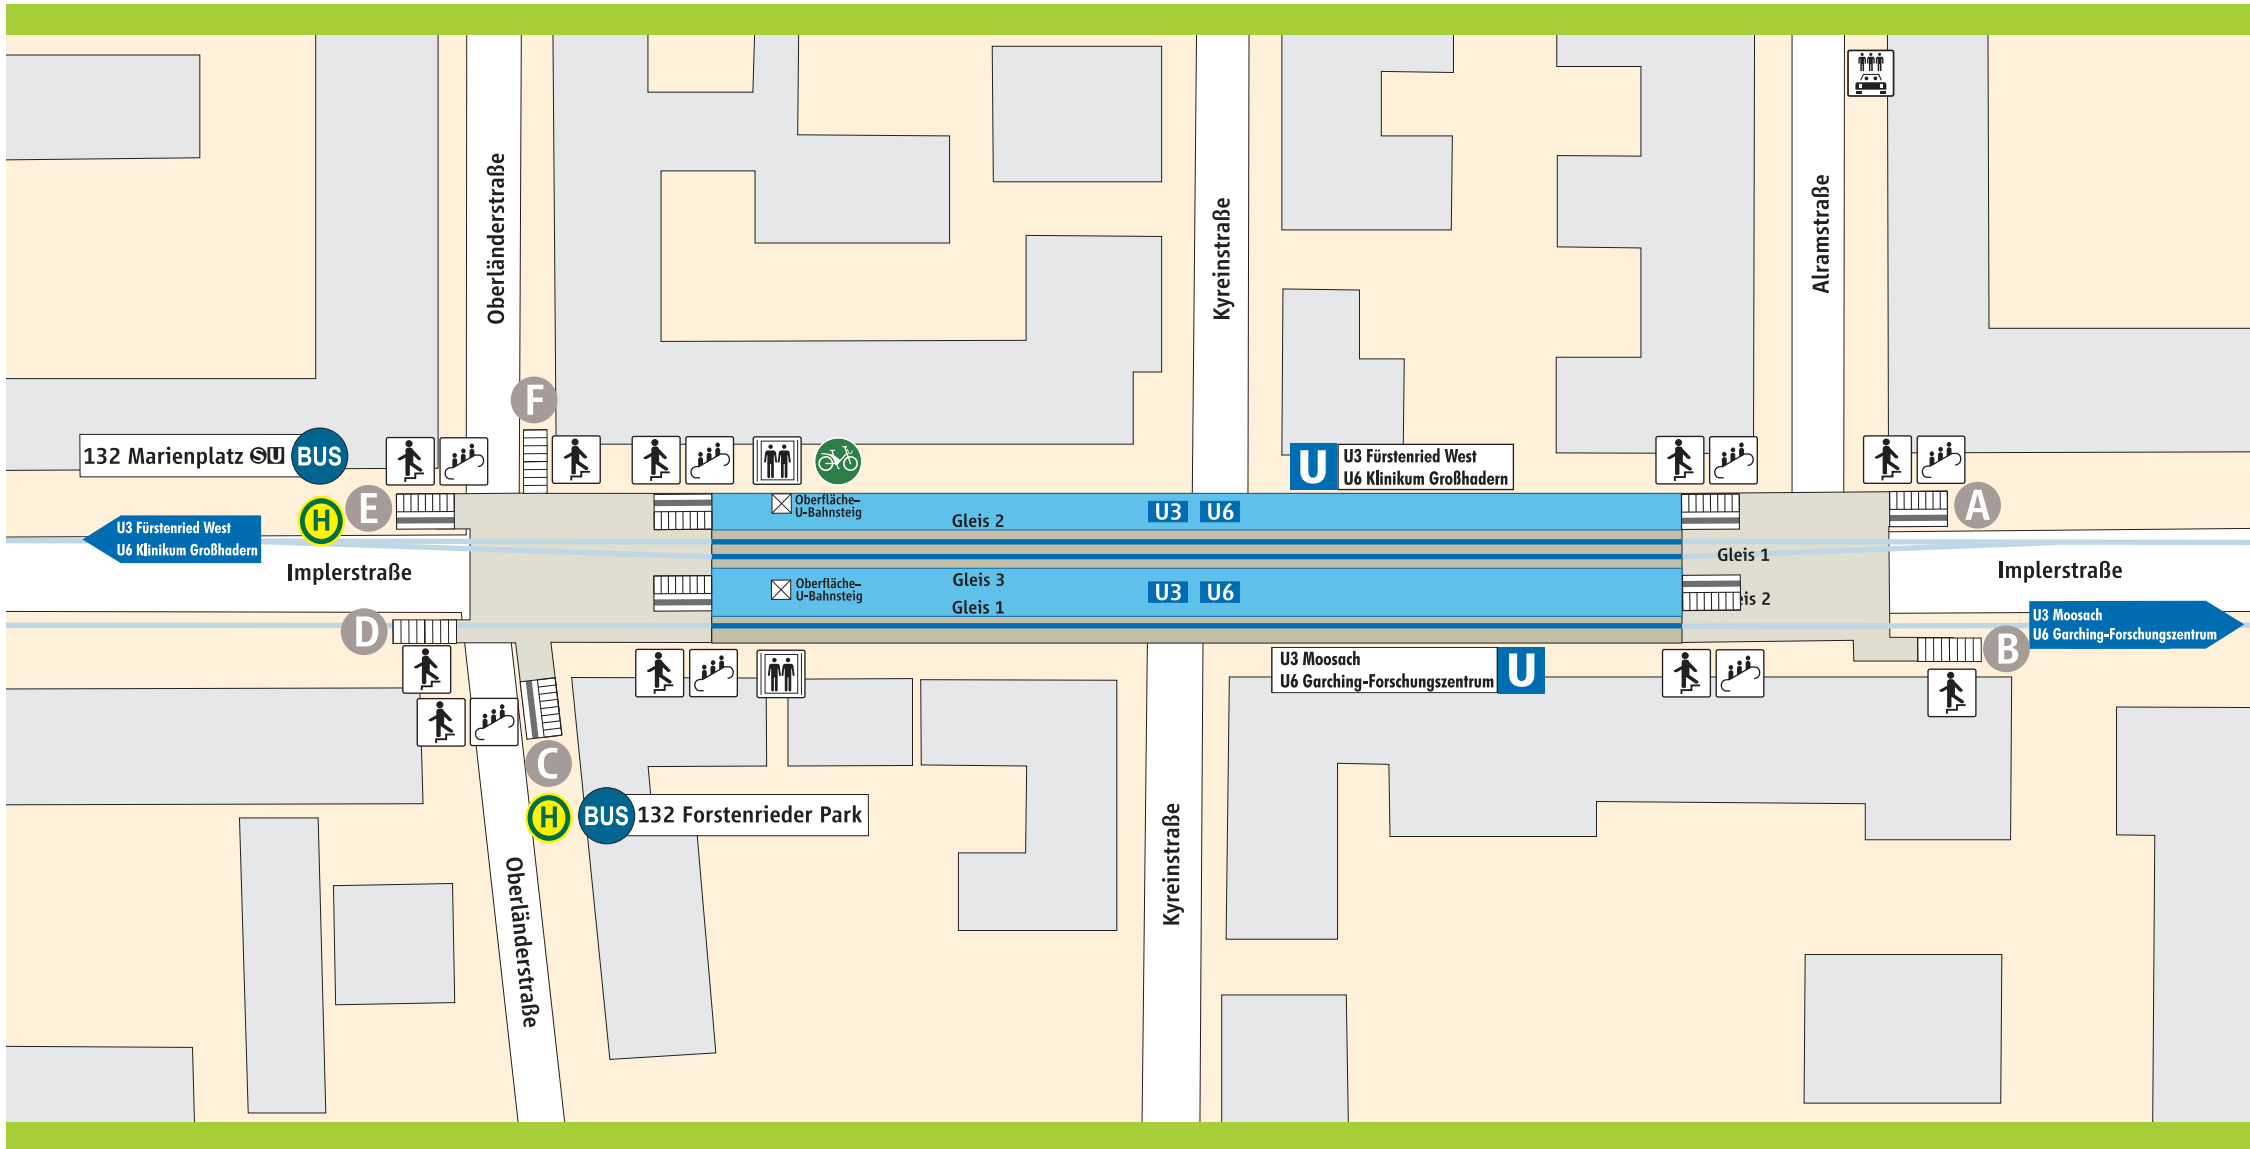 Oberländerstraße
Kyreinstraße
Alramstraße
F
132 Marienplatz S U
BUS
U
U3 Fürstenried West
U6 Klinikum Großhadern
E
H
A
U3 Fürstenried West
U6 Klinikum Großhadern
Oberfläche–
U-Bahnsteig
Gleis 2
U3 U6
Gleis 1
Implerstraße
Implerstraße
Oberfläche–
U-Bahnsteig
Gleis 3
Gleis 1
U3 U6
eis 2
D
B
U3 Moosach
U6 Garching-Forschungszentrum
U3 Moosach
U6 Garching-Forschungszentrum
U
C
H
BUS
132 Forstenrieder Park
Oberländerstraße
Kyreinstraße